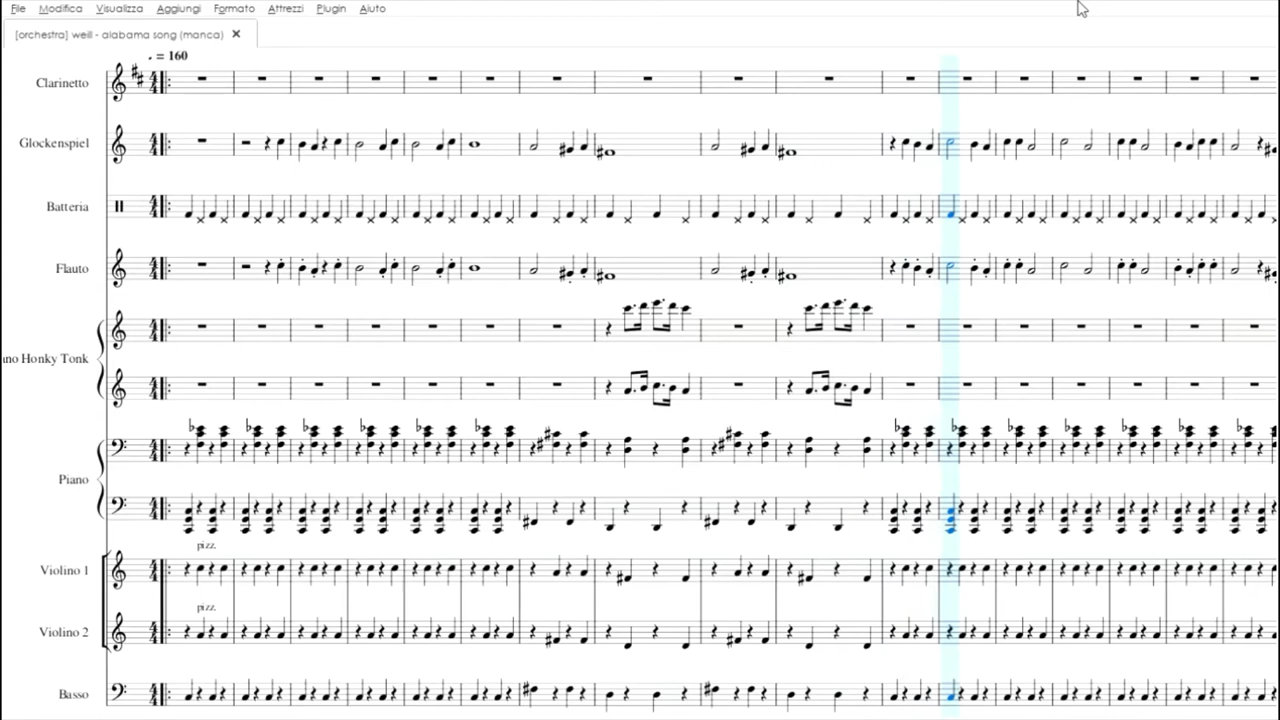 File Modifica Visualizza Aggiungi Formato Attrezzi Plugin Aiuto
[orchestra] weill - alabama song (manca)
. = 160
Clarinetto
Glockenspiel
Batteria
Flauto
ano Honky Tonk
Piano
pizz.
Violino 1
pizz.
Violino 2
Basso